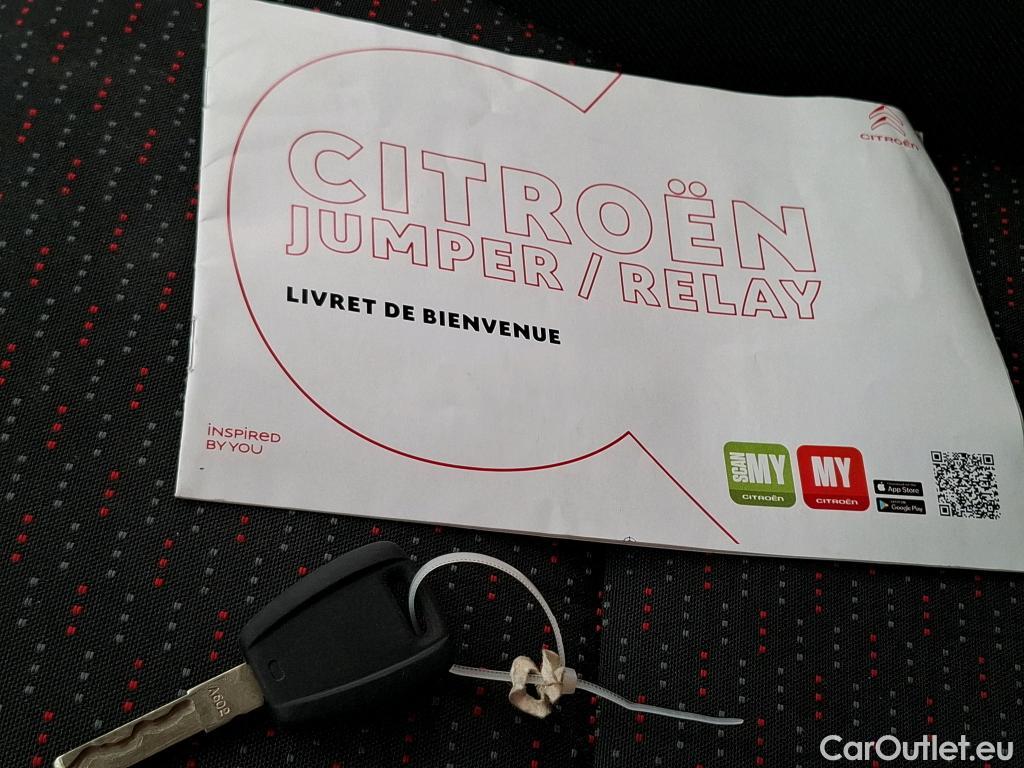 CITROËN
CITROËN
JUMPER / RELAY
LIVRET DE BIENVENUE
INSPIRED
BY YOU
SCAN MY
CITROËN
MY
CITROËN
App Store
Google Play
A602
CarOutlet.eu